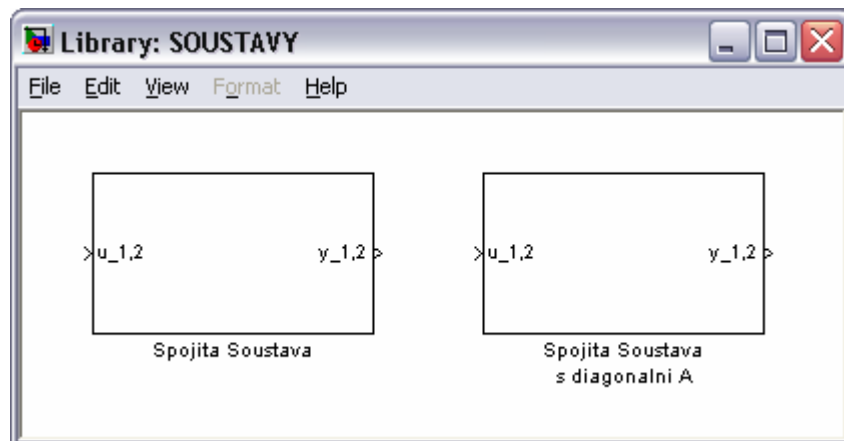 Library: SOUSTAVY
File Edit View Format Help
u_1,2 y_1,2 u_1,2 y_1,2
Spojita Soustava
Spojita Soustava
s diagonalni A